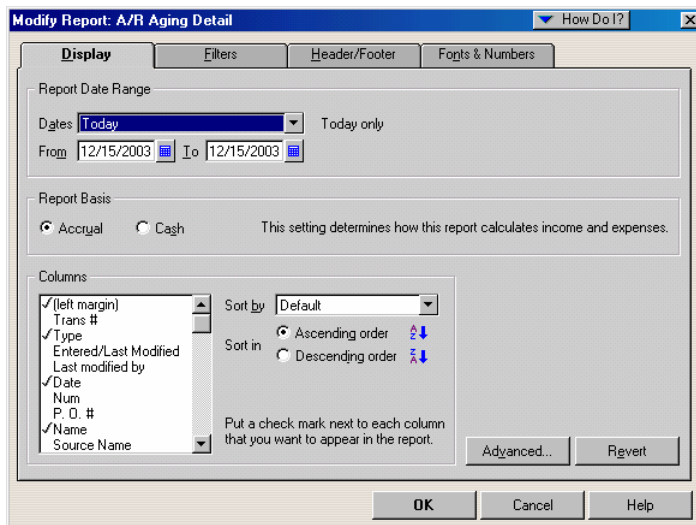 Modify Report: A/R Aging Detail How Do I?
Display Filters Header/Footer Fonts & Numbers
Report Date Range
Dates Today Today only
From 12/15/2003 To 12/15/2003
Report Basis
Accrual Cash This setting determines how this report calculates income and expenses.
Columns
✓(left margin)
Trans #
✓Type
Entered/Last Modified
Last modified by
✓Date
Num
P. O. #
✓Name
Source Name
Sort by Default
Sort in
Ascending order
Descending order
Put a check mark next to each column
that you want to appear in the report.
Advanced... Revert
OK Cancel Help